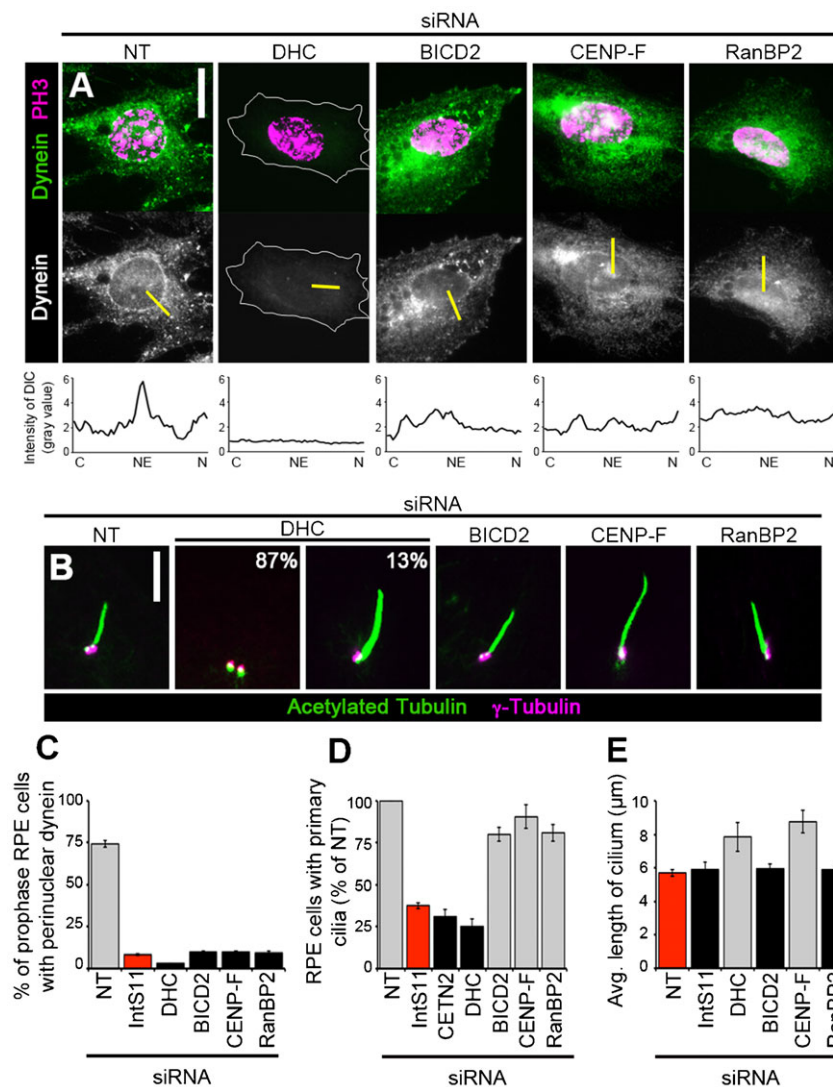 siRNA
NT DHC BICD2 CENP-F RanBP2
A
Dynein PH3
Dynein
Intensity of DIC
(gray value)
6 6 6 6 6
4 4 4 4 4
2 2 2 2 2
0 0 0 0 0
C NE N C NE N C NE N C NE N C NE N
siRNA
NT DHC BICD2 CENP-F RanBP2
B 87% 13%
Acetylated Tubulin γ-Tubulin
C
% of prophase RPE cells
with perinuclear dynein
100
75
50
25
0
NT IntS11 DHC BICD2 CENP-F RanBP2
siRNA
D
RPE cells with primary
cilia (% of NT)
100
75
50
25
0
NT IntS11 CETN2 DHC BICD2 CENP-F RanBP2
siRNA
E
Avg. length of cilium (μm)
10
8
6
4
2
0
NT IntS11 DHC BICD2 CENP-F
siRNA